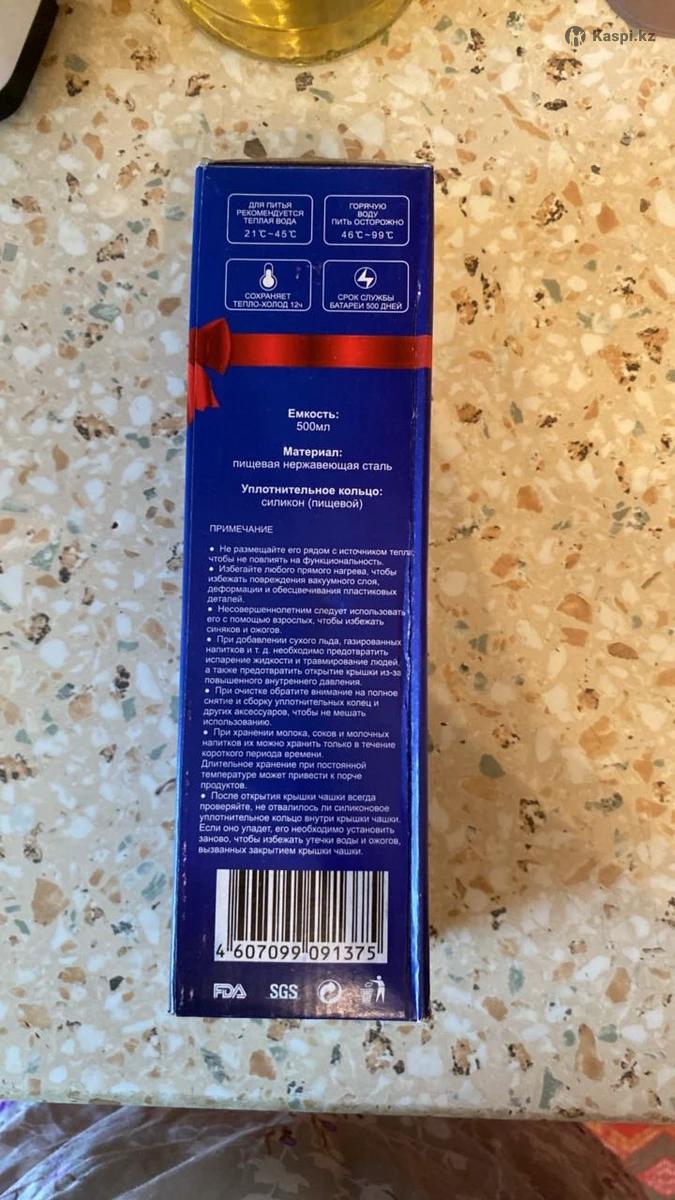 Kaspi.kz
ДЛЯ ПИТЬЯ
РЕКОМЕНДУЕТСЯ
ТЕПЛАЯ ВОДА
21℃~45℃
ГОРЯЧУЮ
ВОДУ
ПИТЬ ОСТОРОЖНО
46℃~99℃
СОХРАНЯЕТ
ТЕПЛО-ХОЛОД 12ч
СРОК СЛУЖБЫ
БАТАРЕИ 500 ДНЕЙ
Емкость:
500мл
Материал:
пищевая нержавеющая сталь
Уплотнительное кольцо:
силикон (пищевой)
ПРИМЕЧАНИЕ
• Не размещайте его рядом с источником тепла,
чтобы не повлиять на функциональность.
• Избегайте любого прямого нагрева, чтобы
избежать повреждения вакуумного слоя,
деформации и обесцвечивания пластиковых
деталей.
• Несовершеннолетним следует использовать
его с помощью взрослых, чтобы избежать
синяков и ожогов.
• При добавлении сухого льда, газированных
напитков и т. д. необходимо предотвратить
испарение жидкости и травмирование людей,
а также предотвратить открытие крышки из-за
повышенного внутреннего давления.
• При очистке обратите внимание на полное
снятие и сборку уплотнительных колец и
других аксессуаров, чтобы не мешать
использованию.
• При хранении молока, соков и молочных
напитков их можно хранить только в течение
короткого периода времени.
Длительное хранение при постоянной
температуре может привести к порче
продуктов.
• После открытия крышки чашки всегда
проверяйте, не отвалилось ли силиконовое
уплотнительное кольцо внутри крышки чашки.
Если оно упадет, его необходимо установить
заново, чтобы избежать утечки воды и ожогов,
вызванных закрытием крышки чашки.
4 607099 091375
FDA SGS